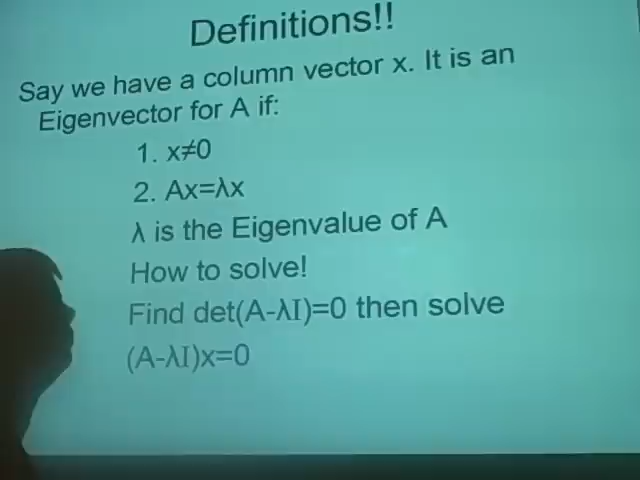 Definitions!!
Say we have a column vector x. It is an
Eigenvector for A if:
1. x≠0
2. Ax=λx
λ is the Eigenvalue of A
How to solve!
Find det(A-λI)=0 then solve
(A-λI)x=0